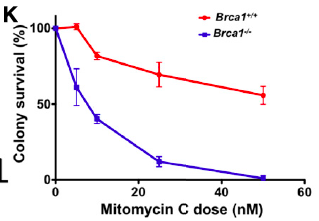 K
Brca1+/+
Brca1-/-
Colony survival (%)
100
50
0
0 20 40 60
Mitomycin C dose (nM)